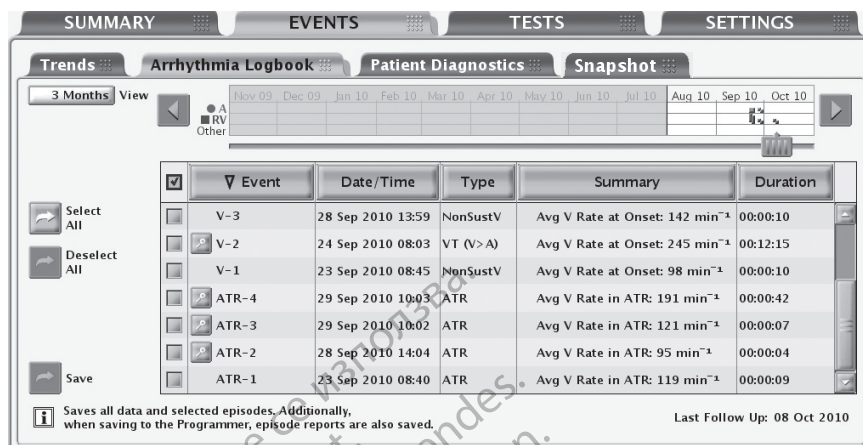 SUMMARY EVENTS TESTS SETTINGS
Trends Arrhythmia Logbook Patient Diagnostics Snapshot
3 Months View
Nov 09 Dec 09 Jan 10 Feb 10 Mar 10 Apr 10 May 10 Jun 10 Jul 10 Aug 10 Sep 10 Oct 10
A
RV
Other
Event Date/Time Type Summary Duration
V-3 28 Sep 2010 13:59 NonSustV Avg V Rate at Onset: 142 min⁻¹ 00:00:10
V-2 24 Sep 2010 08:03 VT (V>A) Avg V Rate at Onset: 245 min⁻¹ 00:12:15
V-1 23 Sep 2010 08:45 NonSustV Avg V Rate at Onset: 98 min⁻¹ 00:00:10
ATR-4 29 Sep 2010 10:03 ATR Avg V Rate in ATR: 191 min⁻¹ 00:00:42
ATR-3 29 Sep 2010 10:02 ATR Avg V Rate in ATR: 121 min⁻¹ 00:00:07
ATR-2 28 Sep 2010 14:04 ATR Avg V Rate in ATR: 95 min⁻¹ 00:00:04
ATR-1 23 Sep 2010 08:40 ATR Avg V Rate in ATR: 119 min⁻¹ 00:00:09
Select
All
Deselect
All
Save
i Saves all data and selected episodes. Additionally,
when saving to the Programmer, episode reports are also saved.
Last Follow Up: 08 Oct 2010
се използва.